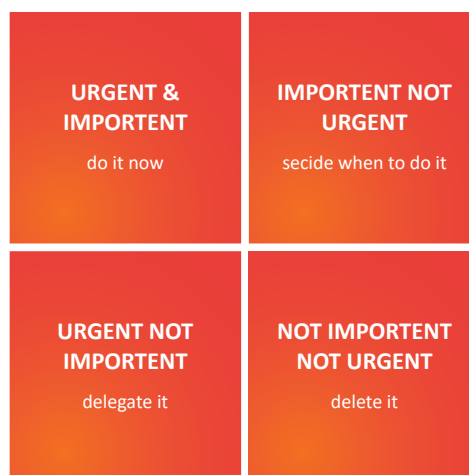 URGENT &
IMPORTENT
do it now
IMPORTENT NOT
URGENT
secide when to do it
URGENT NOT
IMPORTENT
delegate it
NOT IMPORTENT
NOT URGENT
delete it